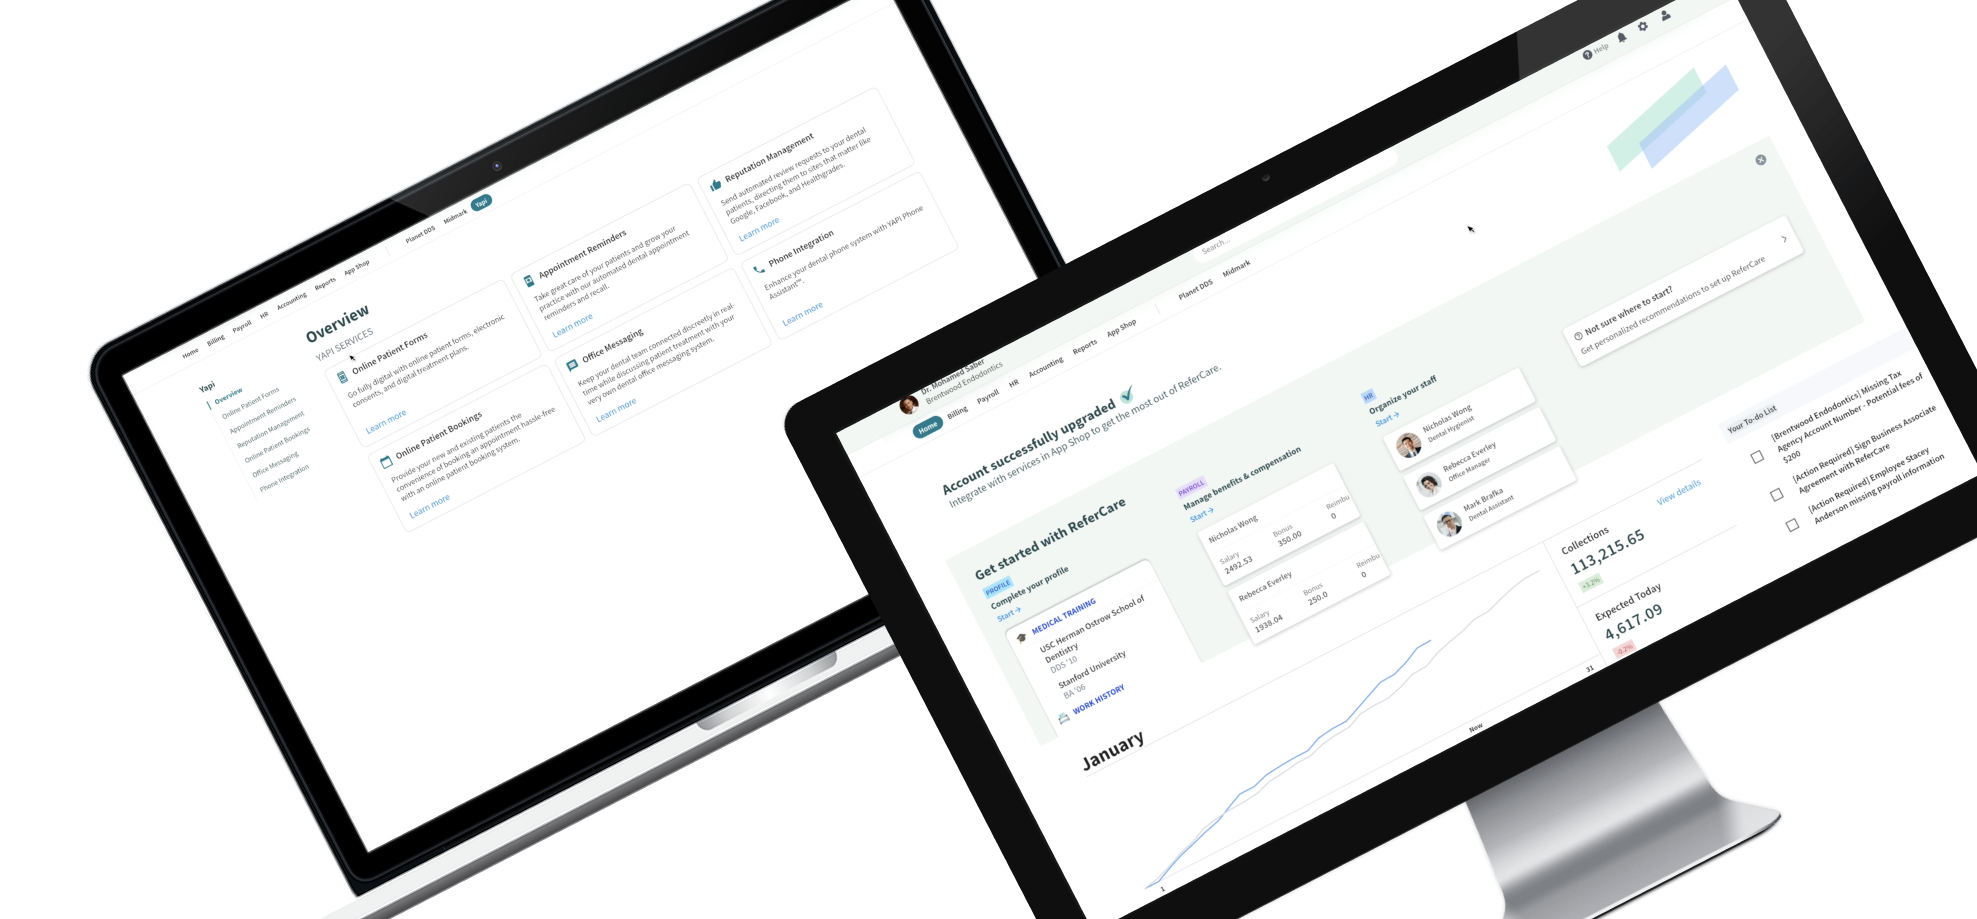 Home Billing Payroll HR Accounting Reports App Shop Planet DDS Midmark Yapi
Yapi
Overview
Online Patient Forms
Appointment Reminders
Reputation Management
Online Patient Bookings
Office Messaging
Phone Integration
Overview
YAPI SERVICES
Online Patient Forms
Go fully digital with online patient forms, electronic
consents, and digital treatment plans.
Learn more
Appointment Reminders
Take great care of your patients and grow your
practice with our automated dental appointment
reminders and recall.
Learn more
Reputation Management
Send automated review requests to your dental
patients, directing them to sites that matter like
Google, Facebook, and Healthgrades.
Learn more
Online Patient Bookings
Provide your new and existing patients the
convenience of booking an appointment hassle-free
with an online patient booking system.
Learn more
Office Messaging
Keep your dental team connected discreetly in real-
time while discussing patient treatment with your
very own dental office messaging system.
Learn more
Phone Integration
Enhance your dental phone system with YAPI Phone
Assistant℠.
Learn more
Dr. Mohamed Saber
Brentwood Endodontics
Search...
Help
Home Billing Payroll HR Accounting Reports App Shop Planet DDS Midmark
Account successfully upgraded
Integrate with services in App Shop to get the most out of ReferCare.
Get started with ReferCare
PROFILE
Complete your profile
Start →
MEDICAL TRAINING
USC Herman Ostrow School of
Dentistry
DDS '10
Stanford University
BA '06
WORK HISTORY
PAYROLL
Manage benefits & compensation
Start →
Nicholas Wong
Salary Bonus Reimbu
2492.53 350.00 0
Rebecca Everley
Salary Bonus Reimbu
1938.04 250.0 0
HR
Organize your staff
Start →
Nicholas Wong
Dental Hygienist
Rebecca Everley
Office Manager
Mark Brafka
Dental Assistant
Not sure where to start?
Get personalized recommendations to set up ReferCare
January
1
Now
31
View details
Collections
113,215.65
+3.2%
Expected Today
4,617.09
-0.2%
Your To-do List
[Brentwood Endodontics] Missing Tax
Agency Account Number - Potential fees of
$200
[Action Required] Sign Business Associate
Agreement with ReferCare
[Action Required] Employee Stacey
Anderson missing payroll information